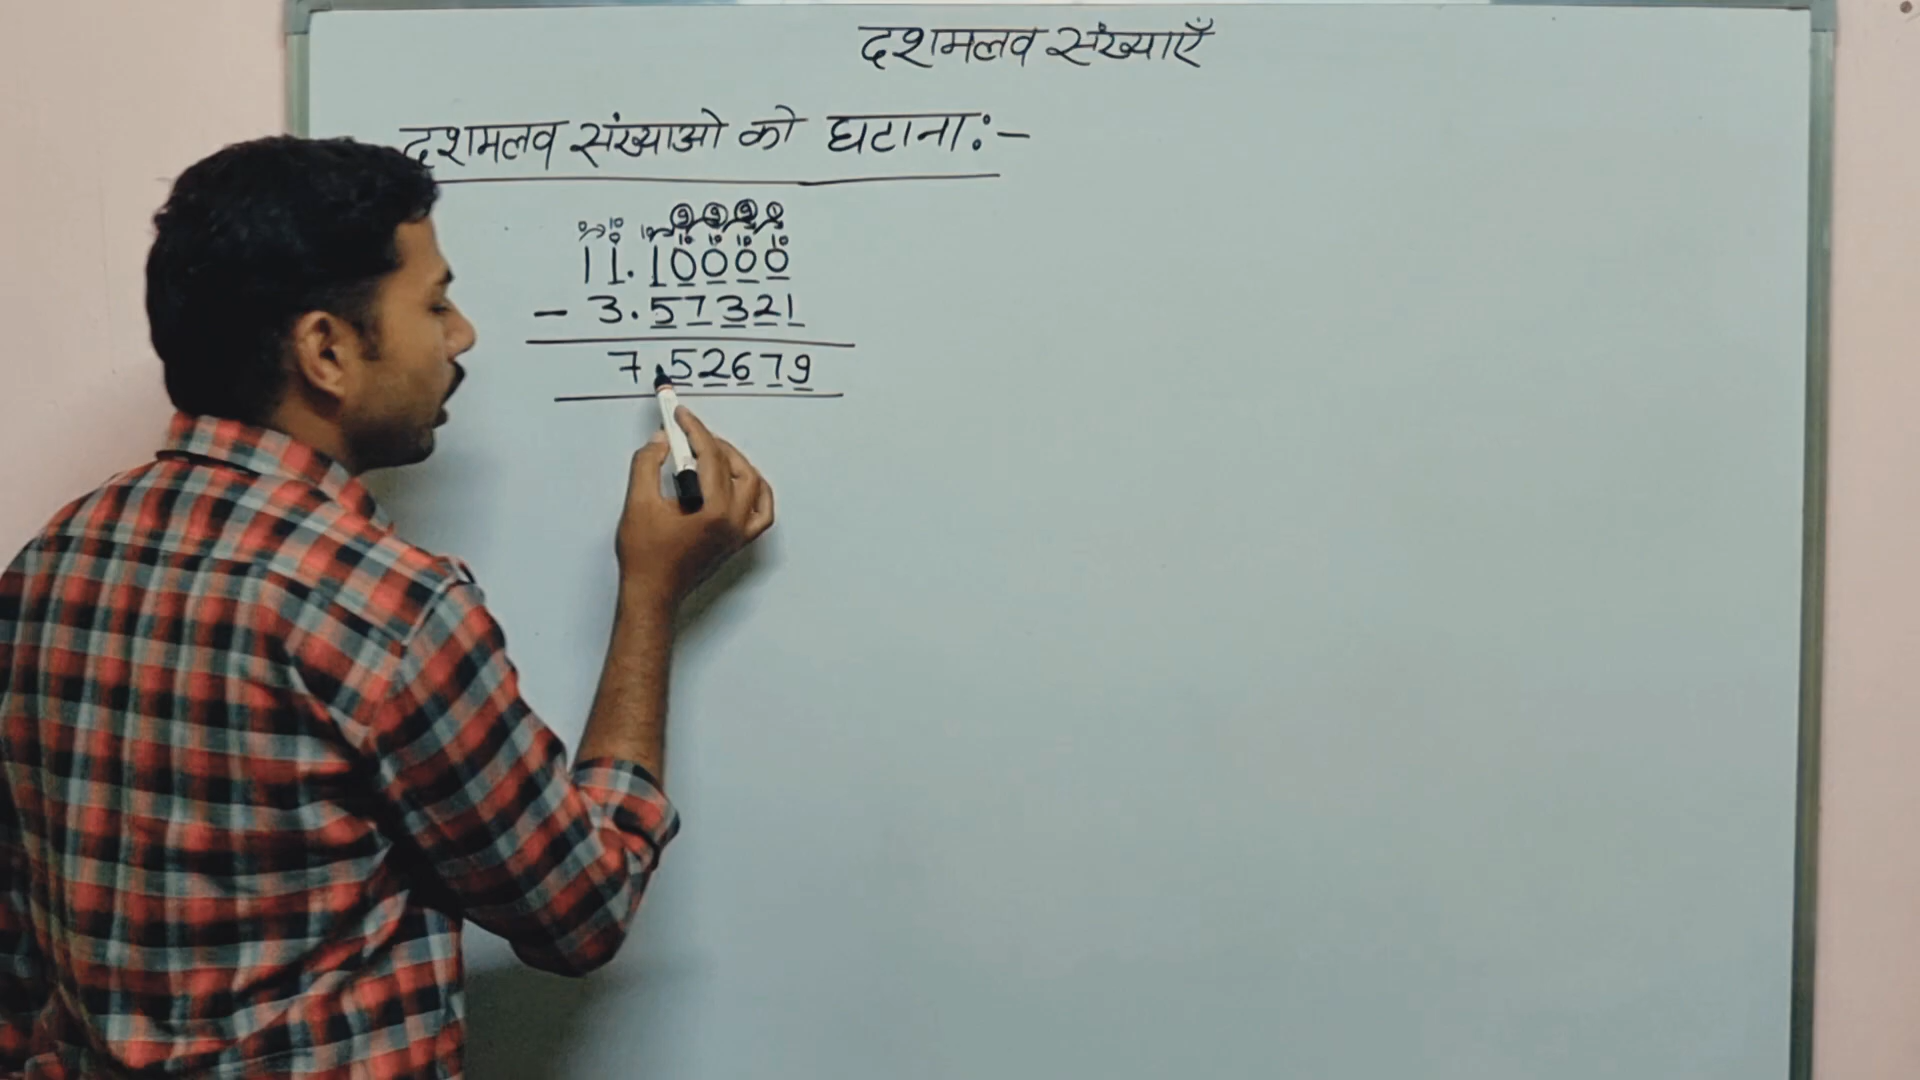 दशमलव संख्याएँ
दशमलव संख्याओ को घटाना:-
11.10000
- 3.57321
7.52679